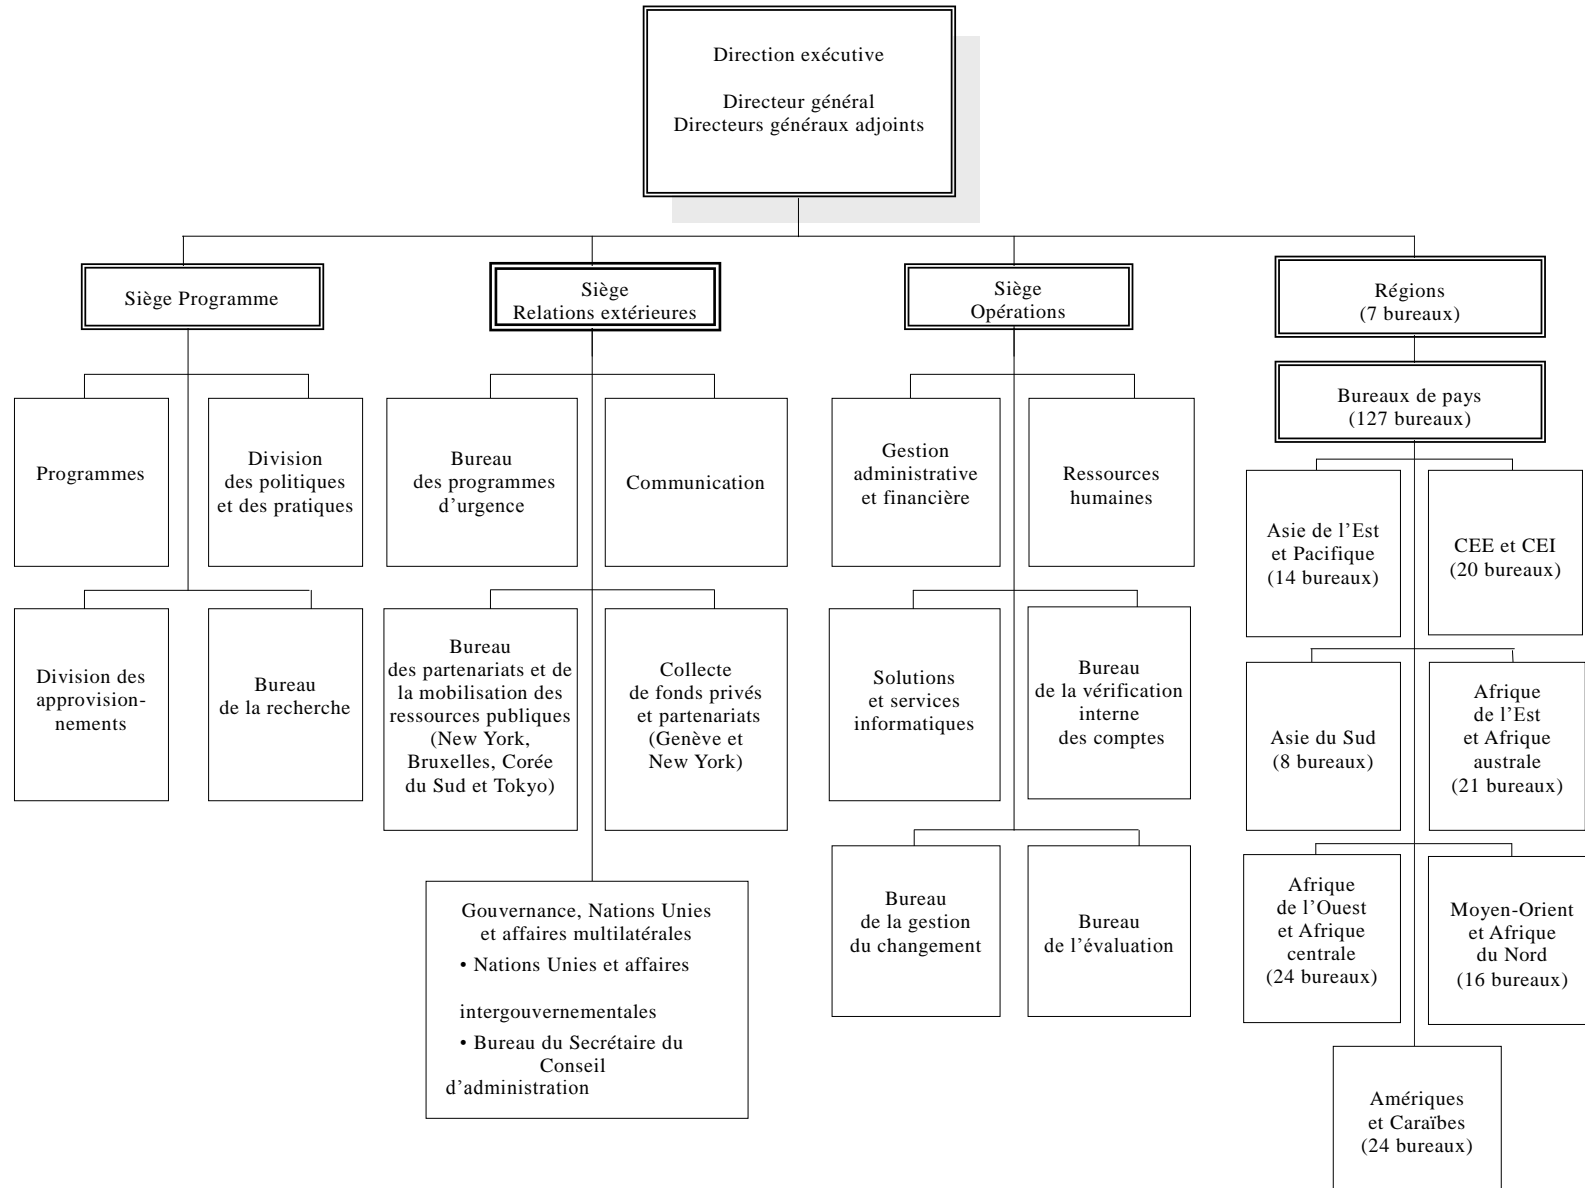 Direction exécutive
Directeur général
Directeurs généraux adjoints
Siège Programme
Siège
Relations extérieures
Siège
Opérations
Régions
(7 bureaux)
Bureaux de pays
(127 bureaux)
Programmes
Division
des politiques
et des pratiques
Bureau
des programmes
d’urgence
Communication
Gestion
administrative
et financière
Ressources
humaines
Asie de l’Est
et Pacifique
(14 bureaux)
CEE et CEI
(20 bureaux)
Division des
approvision-
nements
Bureau
de la recherche
Bureau
des partenariats et de
la mobilisation des
ressources publiques
(New York,
Bruxelles, Corée
du Sud et Tokyo)
Collecte
de fonds privés
et partenariats
(Genève et
New York)
Solutions
et services
informatiques
Bureau
de la vérification
interne
des comptes
Asie du Sud
(8 bureaux)
Afrique
de l’Est
et Afrique
australe
(21 bureaux)
Gouvernance, Nations Unies
et affaires multilatérales
• Nations Unies et affaires
intergouvernementales
• Bureau du Secrétaire du
Conseil
d’administration
Bureau
de la gestion
du changement
Bureau
de l’évaluation
Afrique
de l’Ouest
et Afrique
centrale
(24 bureaux)
Moyen-Orient
et Afrique
du Nord
(16 bureaux)
Amériques
et Caraïbes
(24 bureaux)